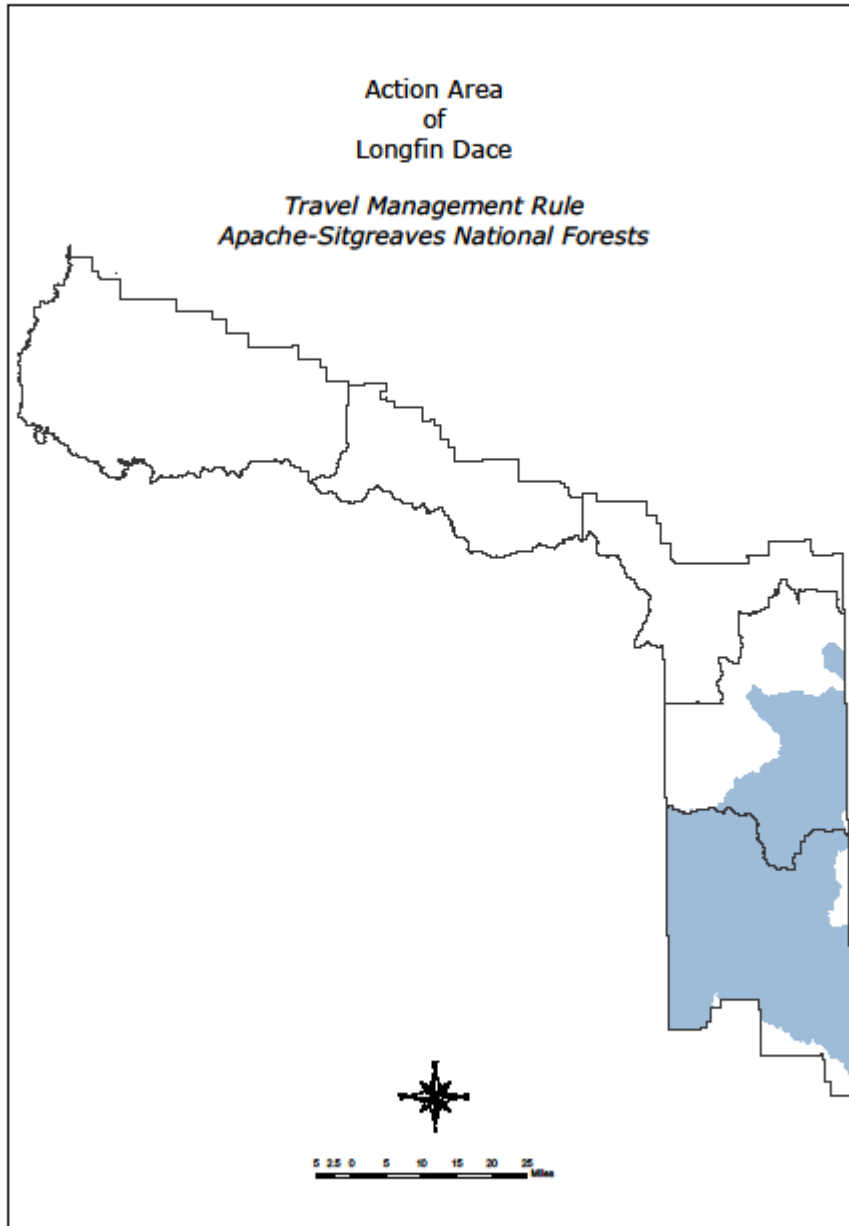 Action Area
of
Longfin Dace
Travel Management Rule
Apache-Sitgreaves National Forests
5 2.5 0 5 10 15 20 25
Miles